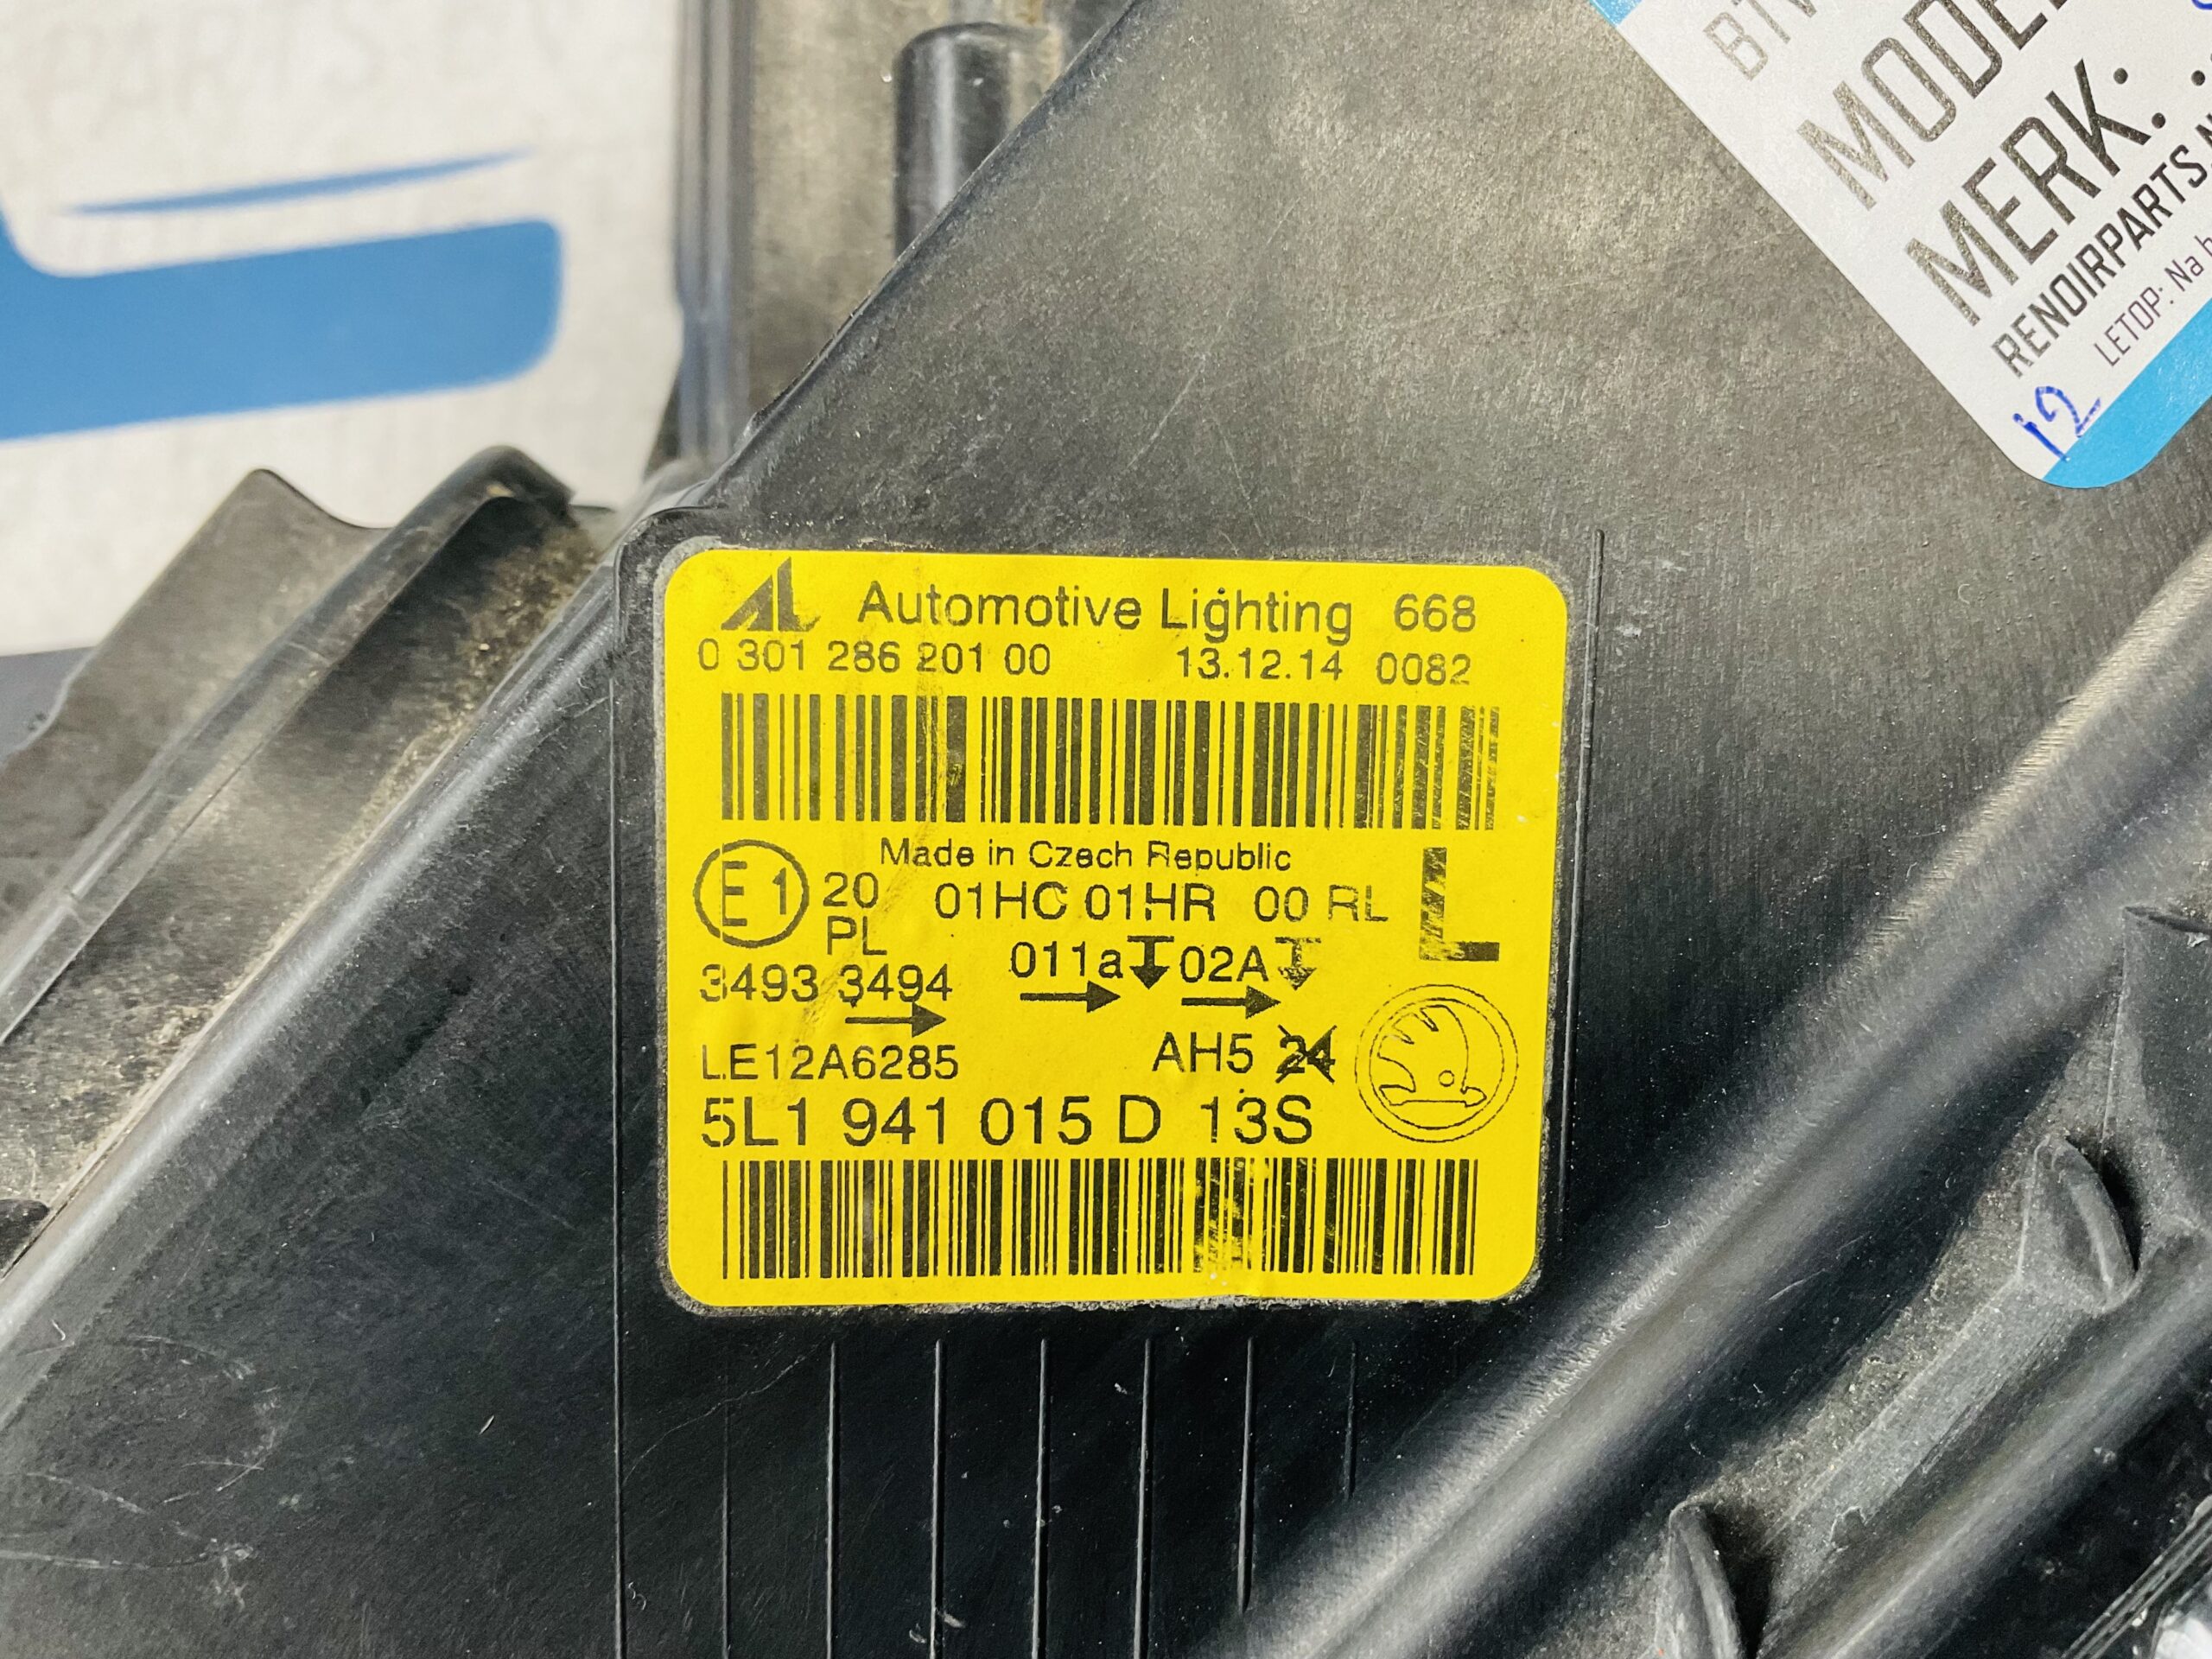 MODEL
MERK:
RENOIRPARTS.N
LETOP: Na b
12
AL Automotive Lighting 668
0 301 286 201 00 13.12.14 0082
Made in Czech Republic
E1 20 01HC 01HR 00 RL L
PL
3493 3494 011a 02A
LE12A6285 AH5 24
5L1 941 015 D 13S